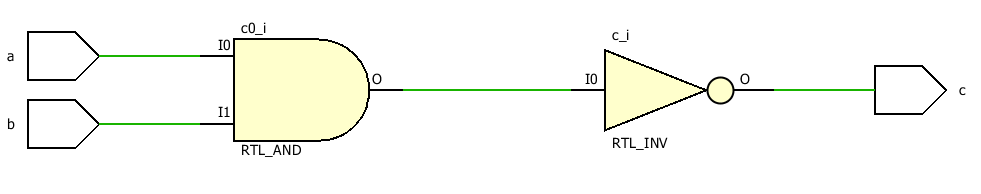 c0_i
a
I0
b
I1
O
RTL_AND
c_i
I0
O
RTL_INV
c